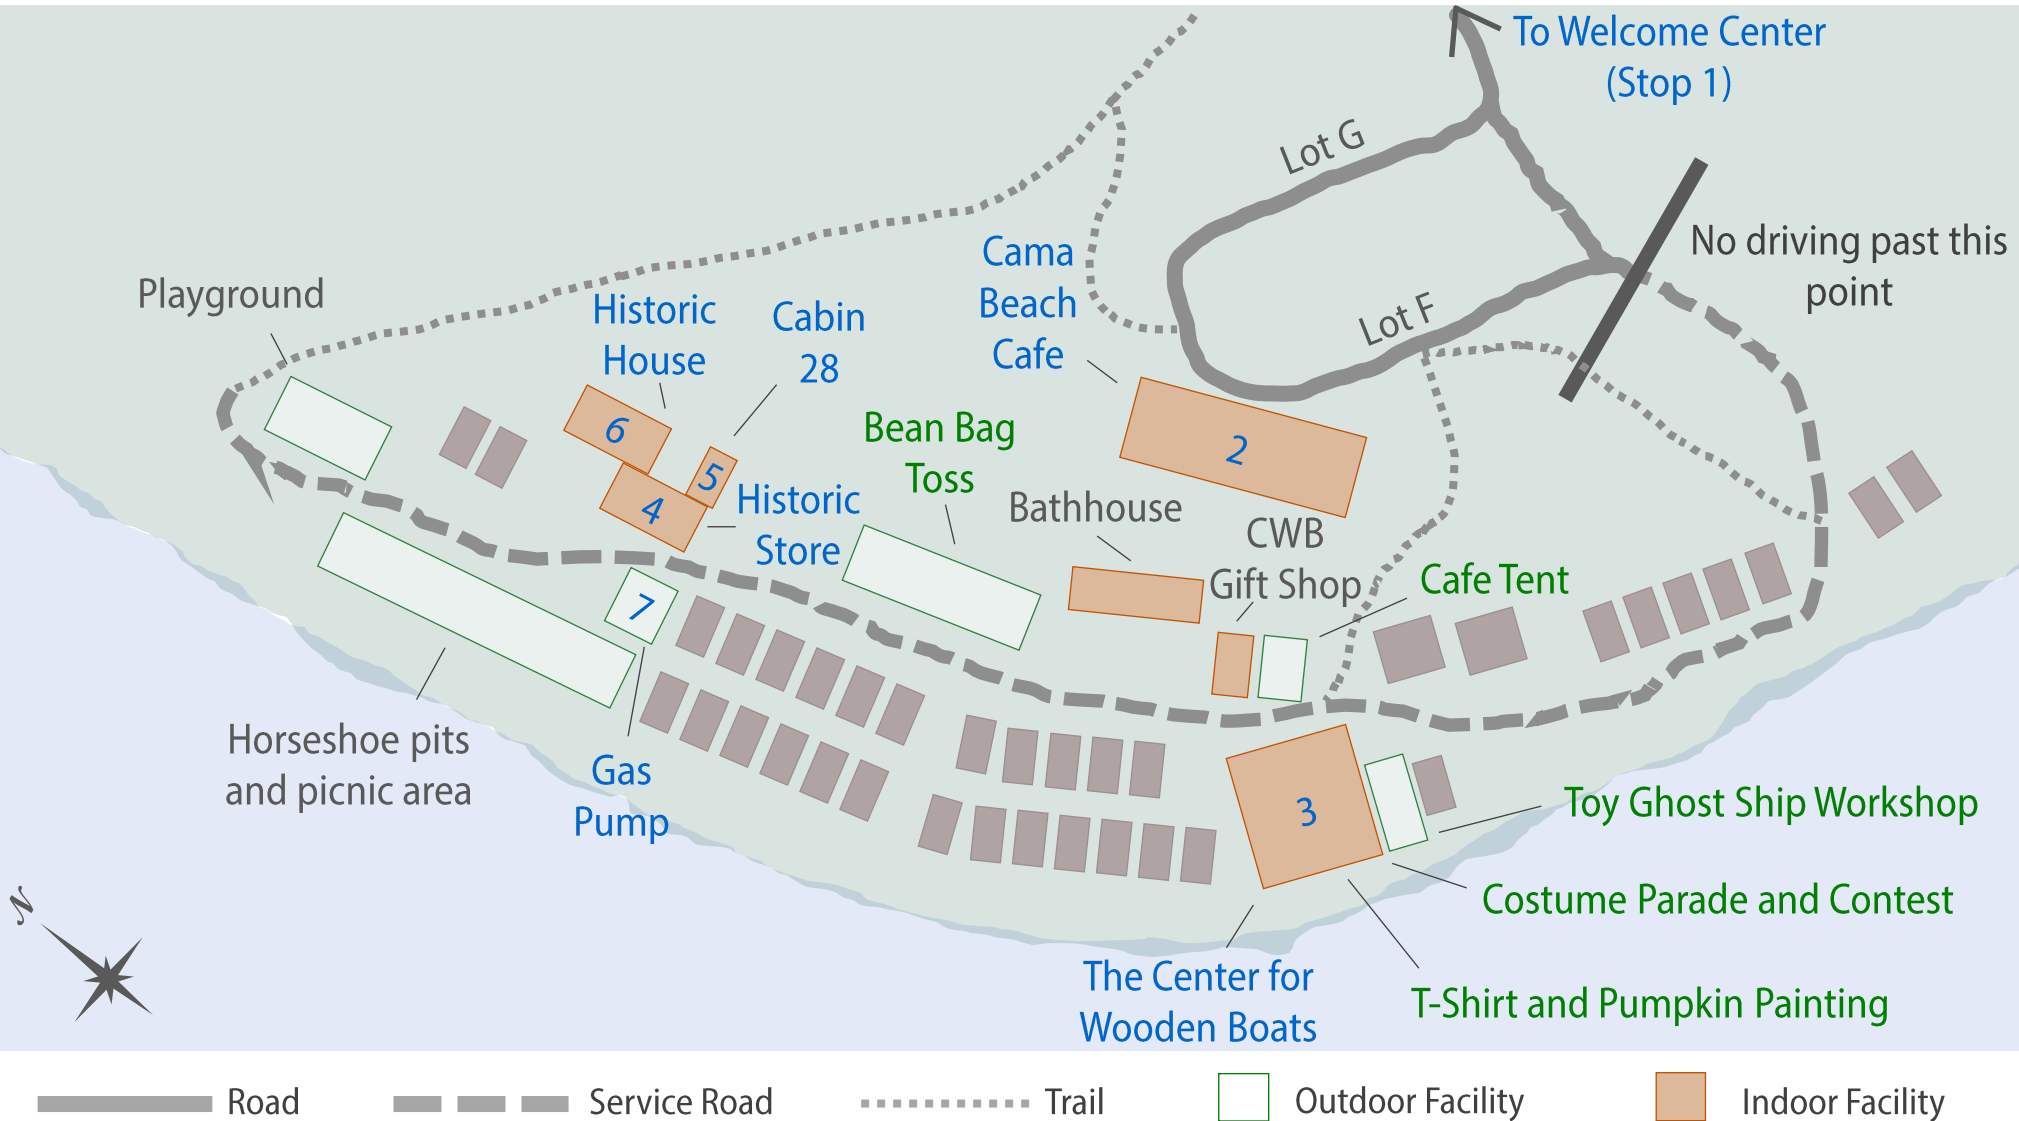 To Welcome Center
(Stop 1)
Lot G
No driving past this
point
Cama
Beach
Cafe
Playground
Historic
House
Cabin
28
Lot F
Bean Bag
Toss
6
2
5
4
Historic
Store
Bathhouse
CWB
Gift Shop
Cafe Tent
7
Horseshoe pits
and picnic area
Gas
Pump
3
Toy Ghost Ship Workshop
Costume Parade and Contest
N
The Center for
Wooden Boats
T-Shirt and Pumpkin Painting
Road
Service Road
Trail
Outdoor Facility
Indoor Facility